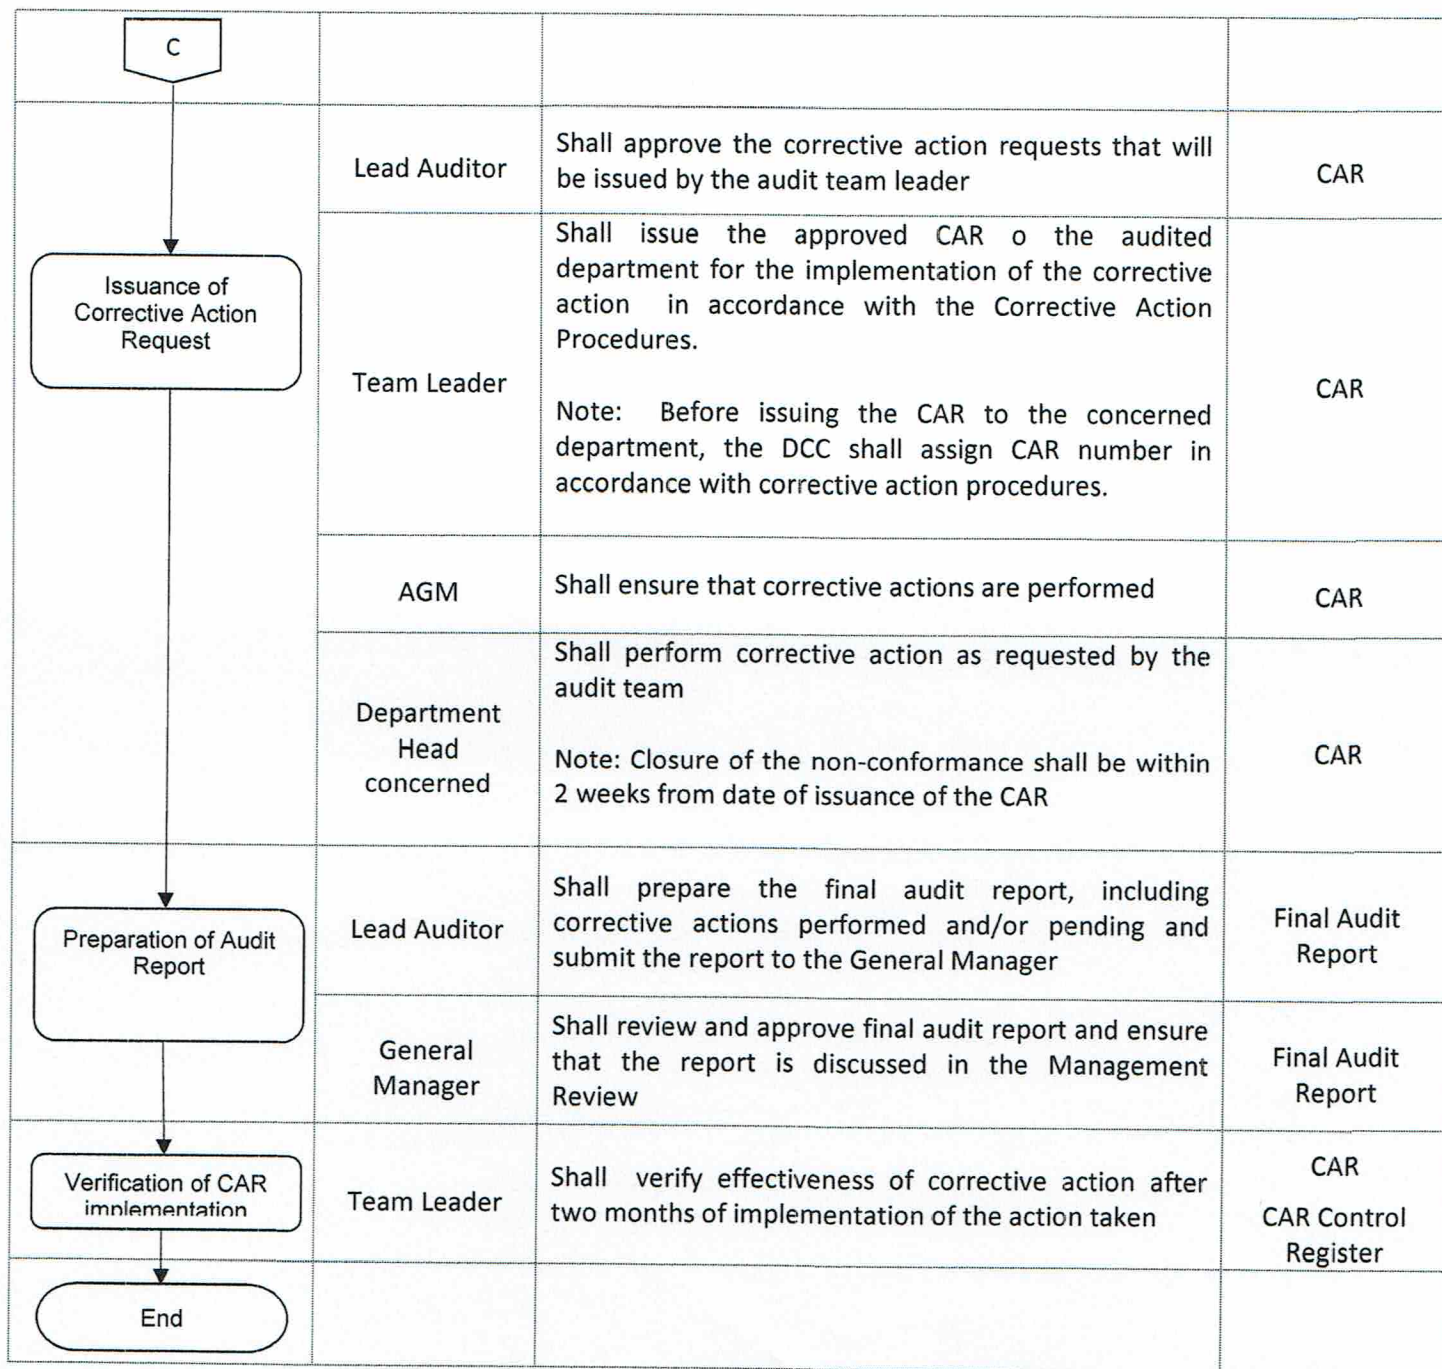 C
Lead Auditor
Shall approve the corrective action requests that will
be issued by the audit team leader
CAR
Issuance of
Corrective Action
Request
Team Leader
Shall issue the approved CAR o the audited
department for the implementation of the corrective
action in accordance with the Corrective Action
Procedures.
Note: Before issuing the CAR to the concerned
department, the DCC shall assign CAR number in
accordance with corrective action procedures.
CAR
AGM
Shall ensure that corrective actions are performed
CAR
Department
Head
concerned
Shall perform corrective action as requested by the
audit team
Note: Closure of the non-conformance shall be within
2 weeks from date of issuance of the CAR
CAR
Preparation of Audit
Report
Lead Auditor
Shall prepare the final audit report, including
corrective actions performed and/or pending and
submit the report to the General Manager
Final Audit
Report
General
Manager
Shall review and approve final audit report and ensure
that the report is discussed in the Management
Review
Final Audit
Report
Verification of CAR
implementation
Team Leader
Shall verify effectiveness of corrective action after
two months of implementation of the action taken
CAR
CAR Control
Register
End